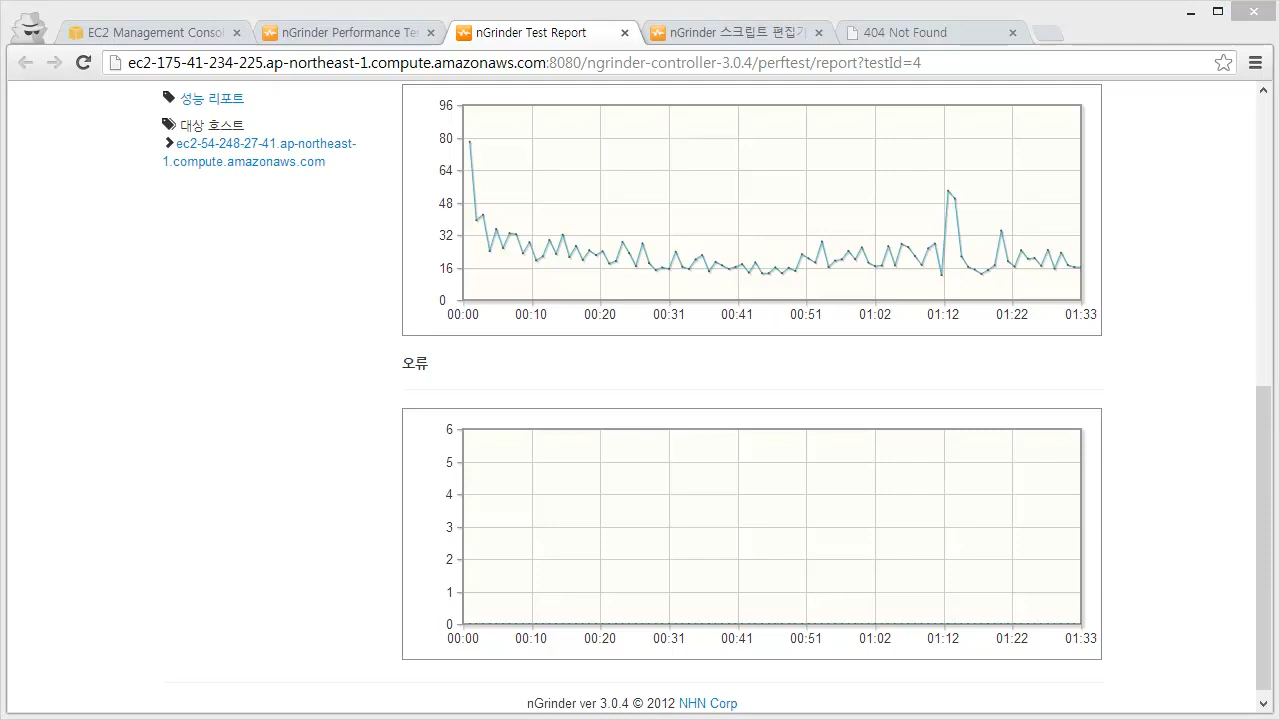 EC2 Management Consol
nGrinder Performance Te
nGrinder Test Report
nGrinder 스크립트 편집기
404 Not Found
ec2-175-41-234-225.ap-northeast-1.compute.amazonaws.com:8080/ngrinder-controller-3.0.4/perftest/report?testId=4
성능 리포트
대상 호스트
ec2-54-248-27-41.ap-northeast-
1.compute.amazonaws.com
96
80
64
48
32
16
0
00:00 00:10 00:20 00:31 00:41 00:51 01:02 01:12 01:22 01:33
오류
6
5
4
3
2
1
0
00:00 00:10 00:20 00:31 00:41 00:51 01:02 01:12 01:22 01:33
nGrinder ver 3.0.4 © 2012 NHN Corp